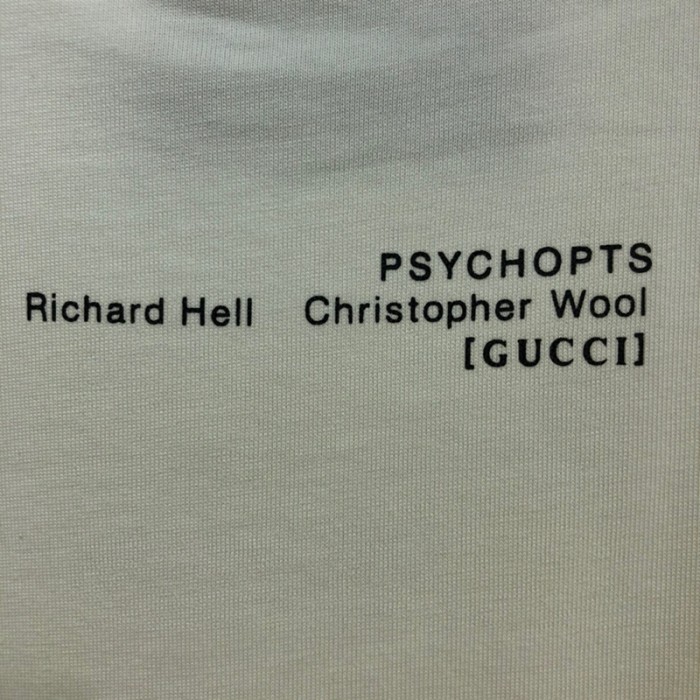 PSYCHOPTS
Richard Hell Christopher Wool
[GUCCI]